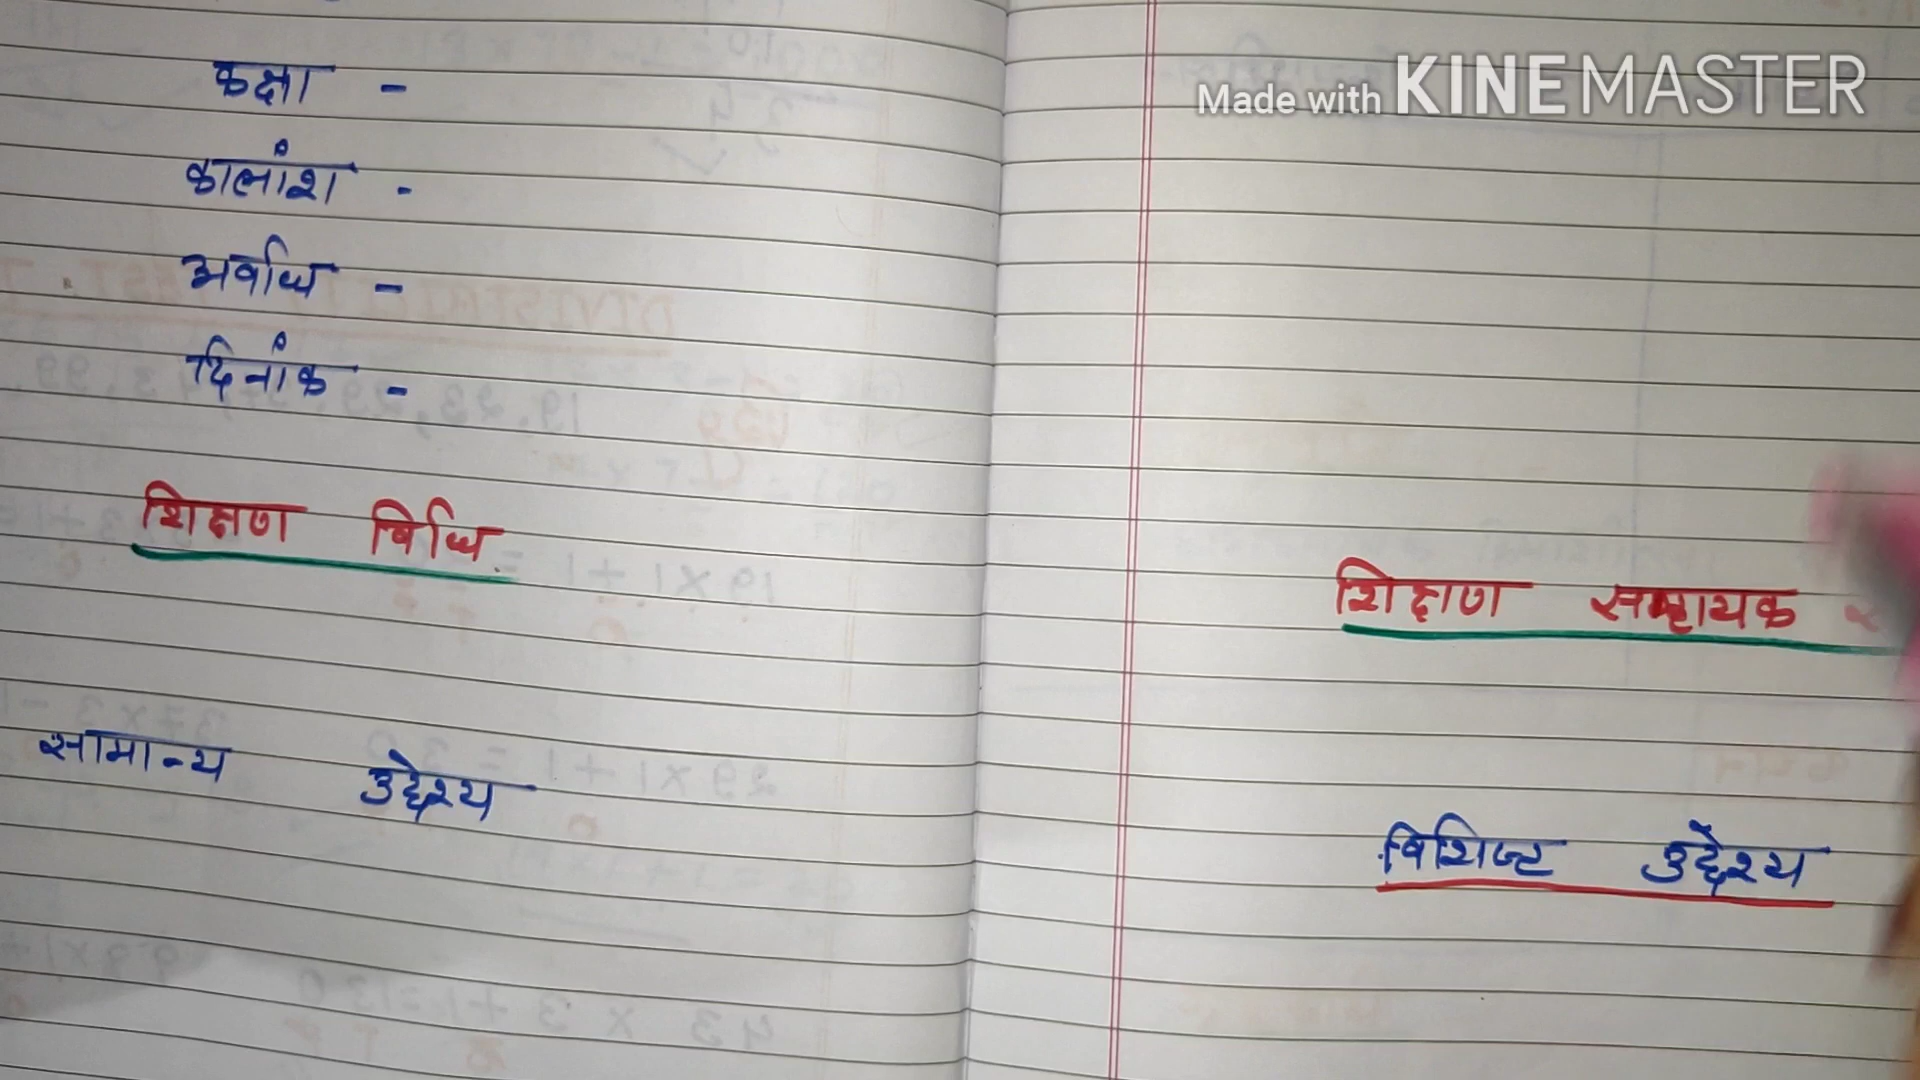 कक्षा -
कालांश -
अवधि -
दिनांक -
शिक्षण विधि
सामान्य उद्देश्य
Made with KINEMASTER
शिक्षण सहायक
विशिष्ट उद्देश्य